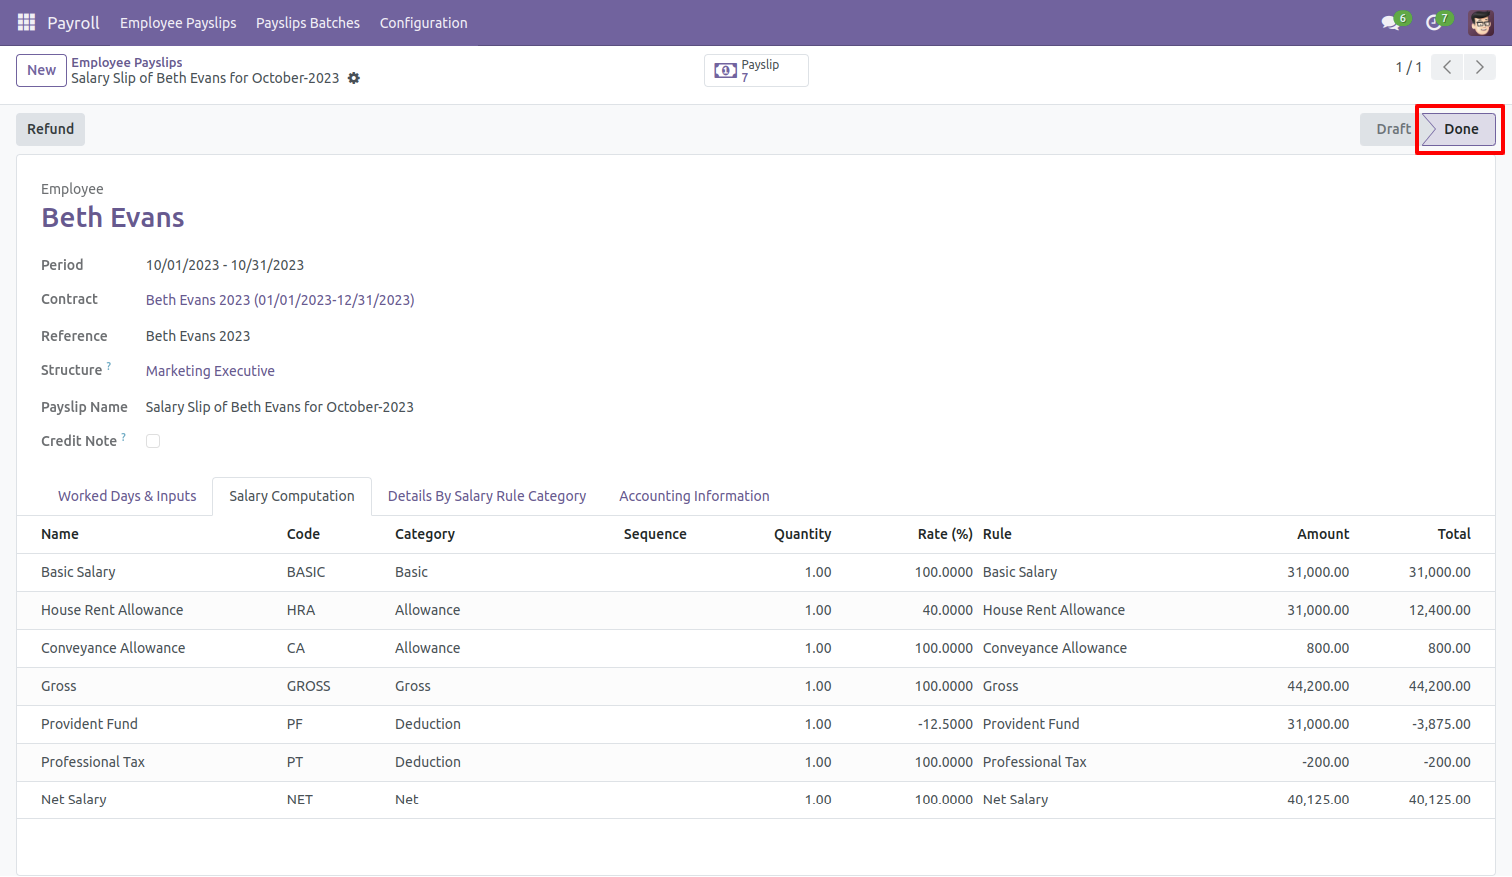 Payroll Employee Payslips Payslips Batches Configuration 6 7
New Employee Payslips
Salary Slip of Beth Evans for October-2023
Payslip
7
1 / 1
Refund Draft Done
Employee
Beth Evans
Period 10/01/2023 - 10/31/2023
Contract Beth Evans 2023 (01/01/2023-12/31/2023)
Reference Beth Evans 2023
Structure ? Marketing Executive
Payslip Name Salary Slip of Beth Evans for October-2023
Credit Note ?
Worked Days & Inputs Salary Computation Details By Salary Rule Category Accounting Information
Name Code Category Sequence Quantity Rate (%) Rule Amount Total
Basic Salary BASIC Basic 1.00 100.0000 Basic Salary 31,000.00 31,000.00
House Rent Allowance HRA Allowance 1.00 40.0000 House Rent Allowance 31,000.00 12,400.00
Conveyance Allowance CA Allowance 1.00 100.0000 Conveyance Allowance 800.00 800.00
Gross GROSS Gross 1.00 100.0000 Gross 44,200.00 44,200.00
Provident Fund PF Deduction 1.00 -12.5000 Provident Fund 31,000.00 -3,875.00
Professional Tax PT Deduction 1.00 100.0000 Professional Tax -200.00 -200.00
Net Salary NET Net 1.00 100.0000 Net Salary 40,125.00 40,125.00